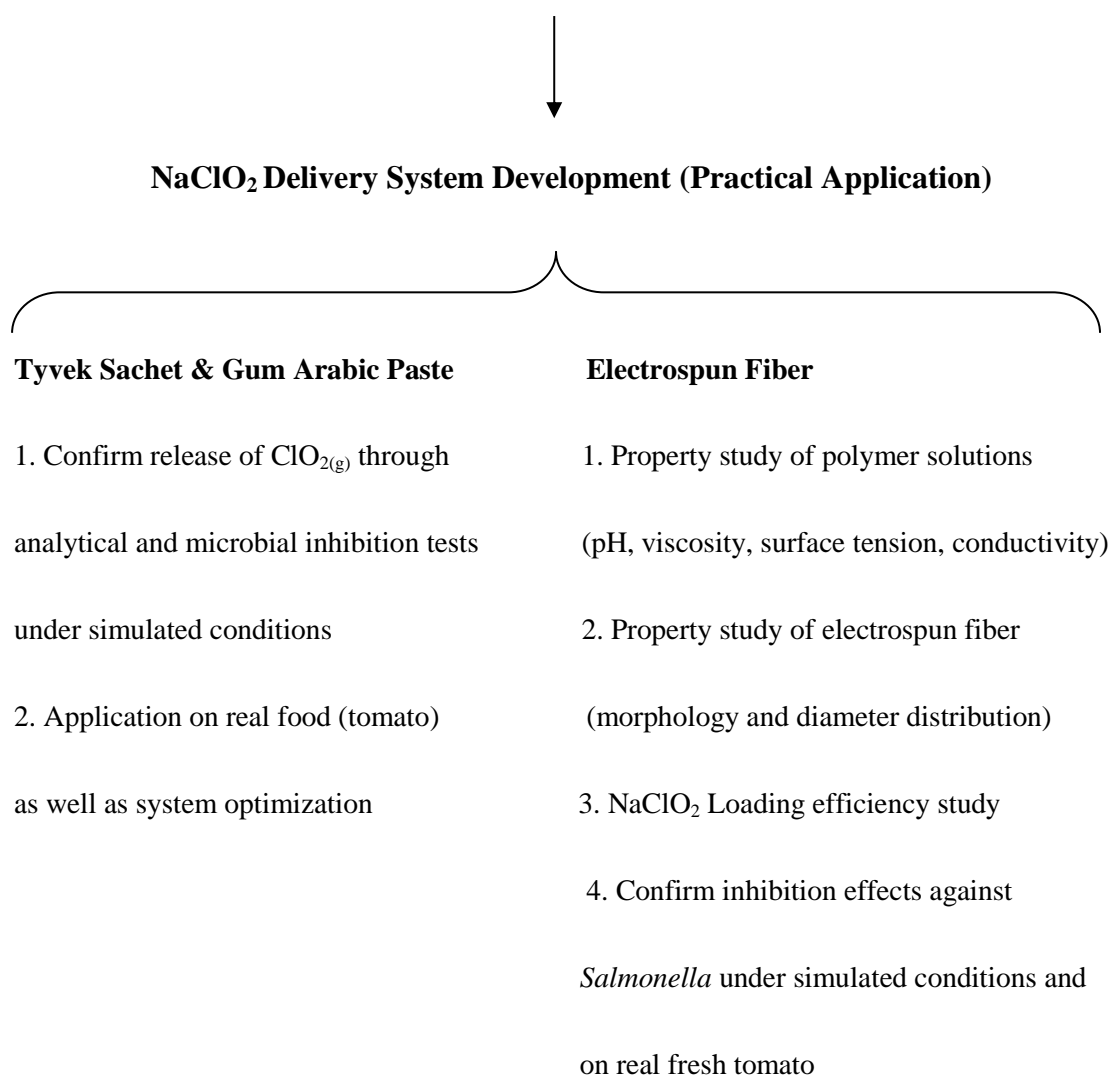 NaClO₂ Delivery System Development (Practical Application)
Tyvek Sachet & Gum Arabic Paste
1. Confirm release of ClO₂₍g₎ through
analytical and microbial inhibition tests
under simulated conditions
2. Application on real food (tomato)
as well as system optimization
Electrospun Fiber
1. Property study of polymer solutions
(pH, viscosity, surface tension, conductivity)
2. Property study of electrospun fiber
(morphology and diameter distribution)
3. NaClO₂ Loading efficiency study
4. Confirm inhibition effects against
Salmonella under simulated conditions and
on real fresh tomato